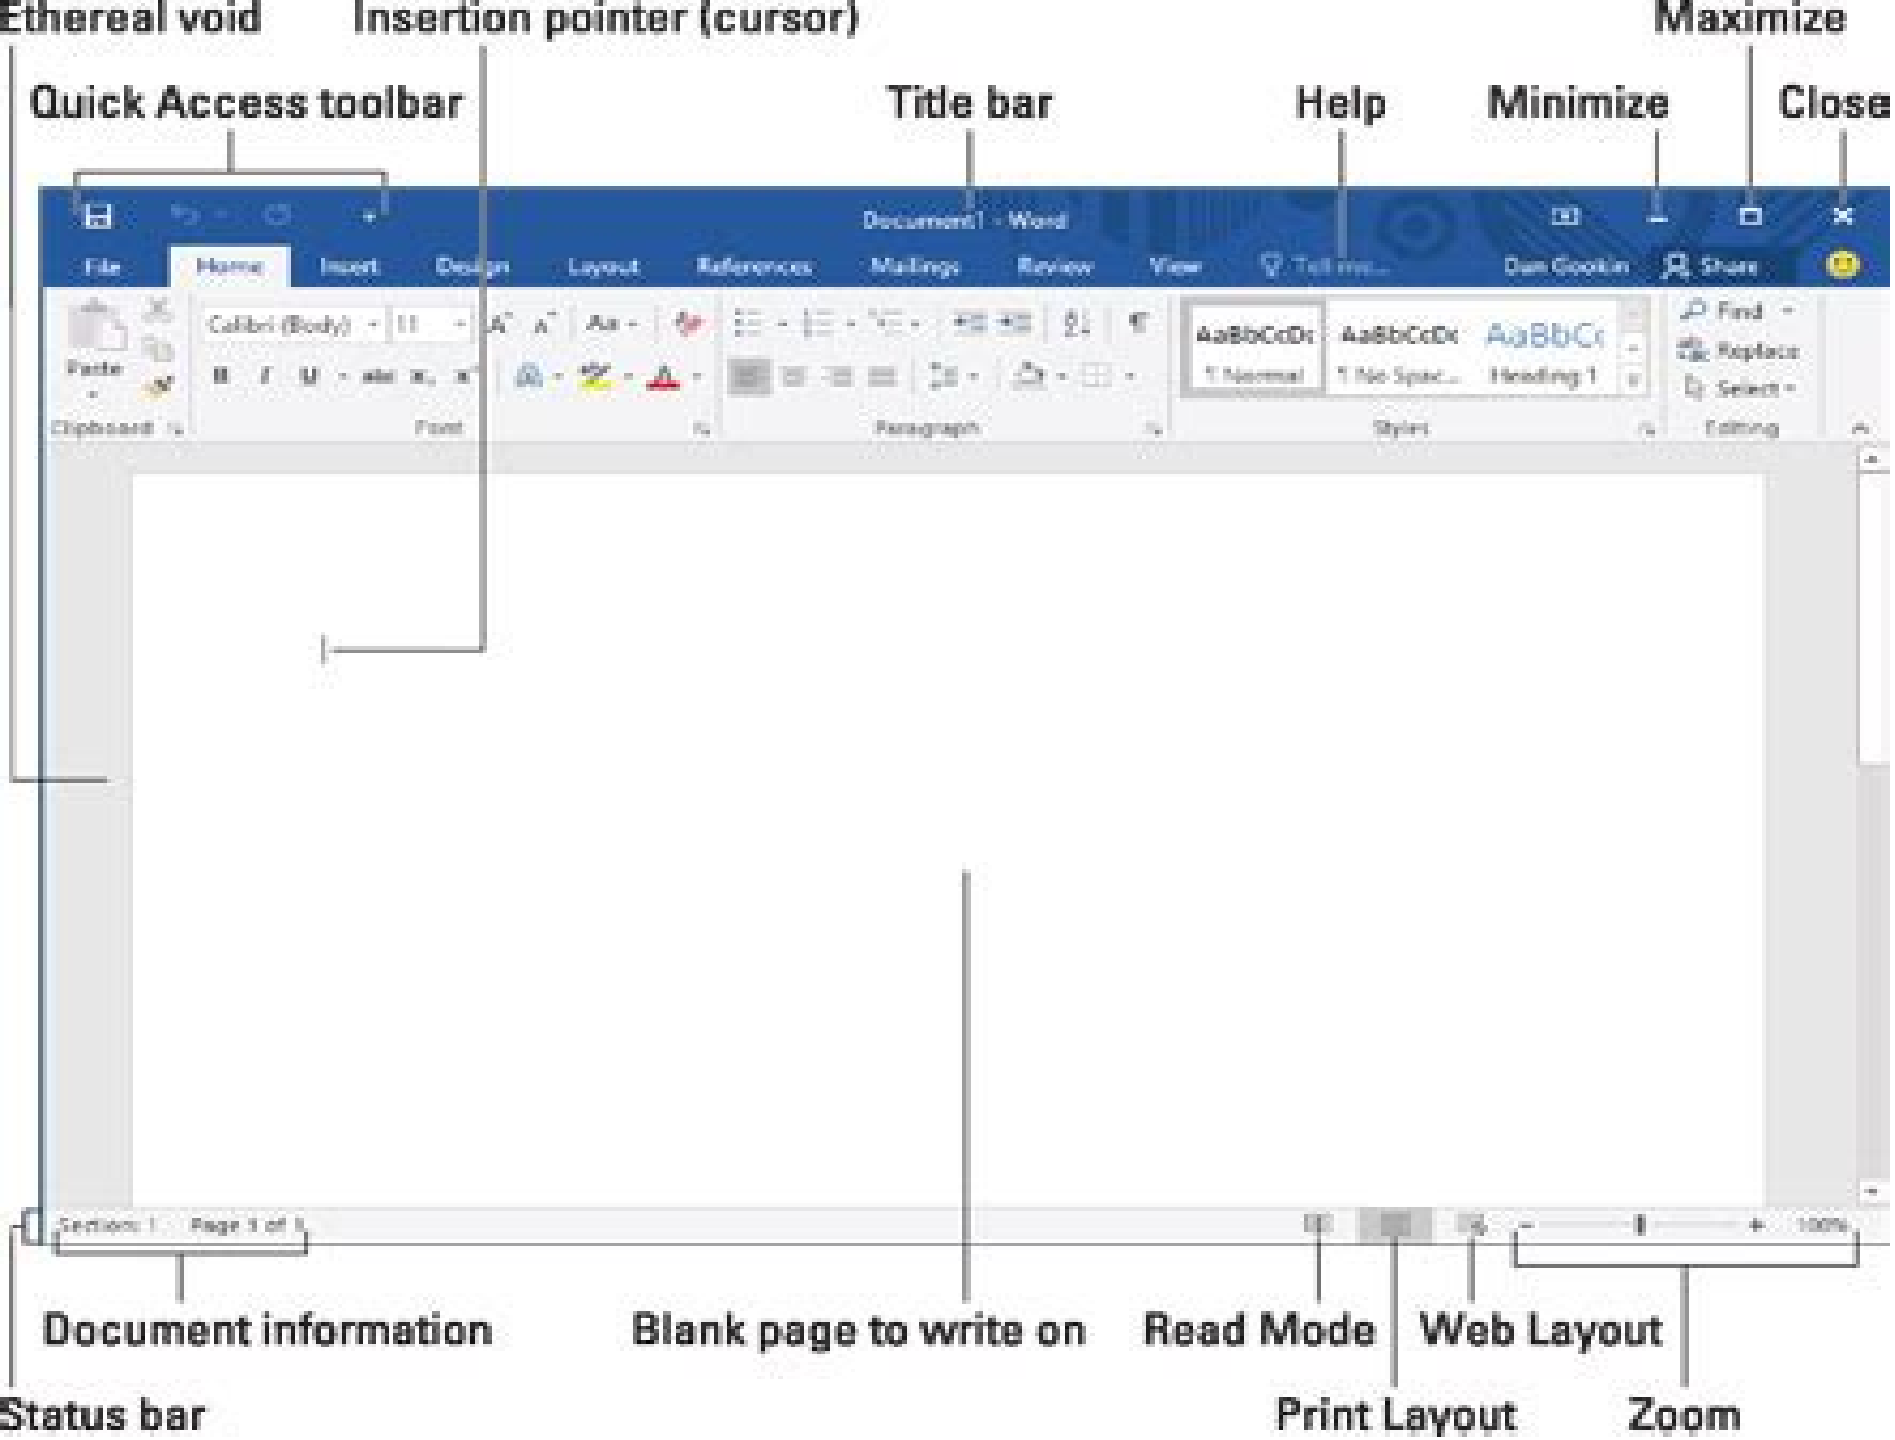 Ethereal void Insertion pointer (cursor) Maximize
Quick Access toolbar Title bar Help Minimize Close
Document1 - Word
File Home Insert Design Layout References Mailings Review View Tell me... Dan Gookin Share
Calibri (Body) 11 Aa AaBbCcDc AaBbCcDc AaBbCc Find
Replace
Paste B I U abc ¶ Normal ¶ No Spac... Heading 1 Select
Clipboard Font Paragraph Styles Editing
Section: 1 Page 1 of 1 100%
Document information Blank page to write on Read Mode Web Layout
Status bar Print Layout Zoom